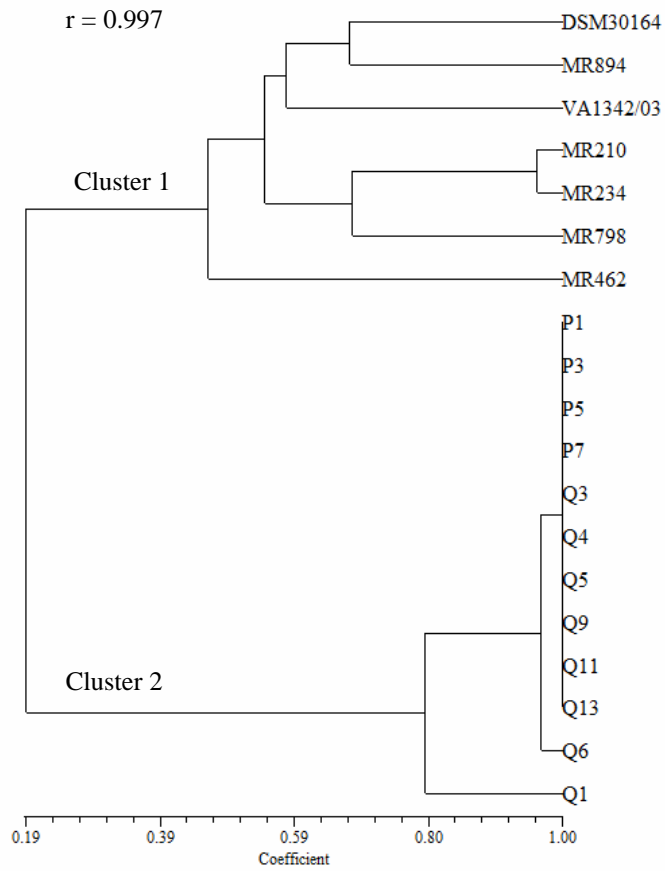 r = 0.997
DSM30164
MR894
VA1342/03
MR210
Cluster 1
MR234
MR798
MR462
P1
P3
P5
P7
Q3
Q4
Q5
Q9
Q11
Cluster 2
Q13
Q6
Q1
0.19 0.39 0.59 0.80 1.00
Coefficient